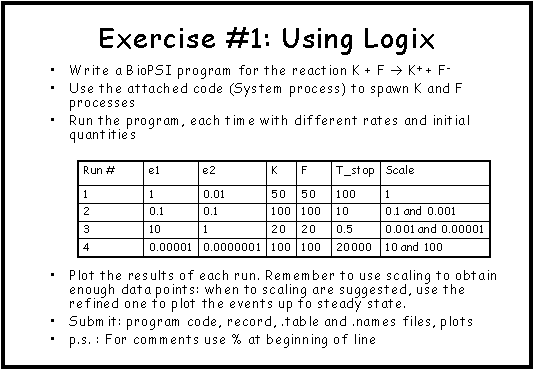 Exercise #1: Using Logix
• Write a BioPSI program for the reaction K + F → K⁺ + F⁻
• Use the attached code (System process) to spawn K and F
processes
• Run the program, each time with different rates and initial
quantities
Run # e1 e2 K F T_stop Scale
1 1 0.01 50 50 100 1
2 0.1 0.1 100 100 10 0.1 and 0.001
3 10 1 20 20 0.5 0.001 and 0.00001
4 0.00001 0.0000001 100 100 20000 10 and 100
• Plot the results of each run. Remember to use scaling to obtain
enough data points: when to scaling are suggested, use the
refined one to plot the events up to steady state.
• Submit: program code, record, .table and .names files, plots
• p.s. : For comments use % at beginning of line